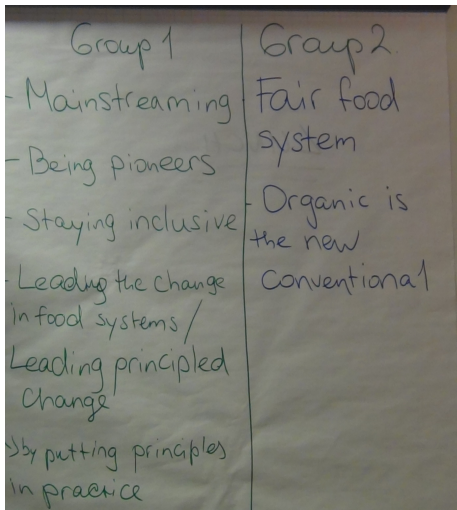 Group 1
- Mainstreaming
- Being pioneers
- Staying inclusive
- Leading the change
in food systems /
Leading principled
Change
→ by putting principles
in practice
Group 2.
- Fair food
system
- Organic is
the new
conventional